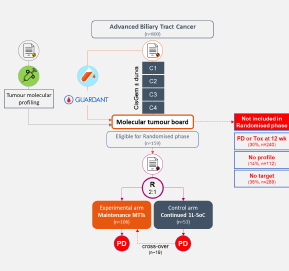 Advanced Biliary Tract Cancer
(n=800)
Tumour molecular
profiling
GUARDANT
CisGem ± durva
C1
C2
C3
C4
Molecular tumour board
Eligible for Randomised phase
(n=159)
Not included in
Randomised phase
PD or Tox at 12 wk
(30%, n=240)
No profile
(14%, n=112)
No target
(36%, n=288)
R
2:1
Experimental arm
Maintenance MTTs
(n=106)
Control arm
Continued 1L-SoC
(n=53)
PD
cross-over
(n=19)
PD